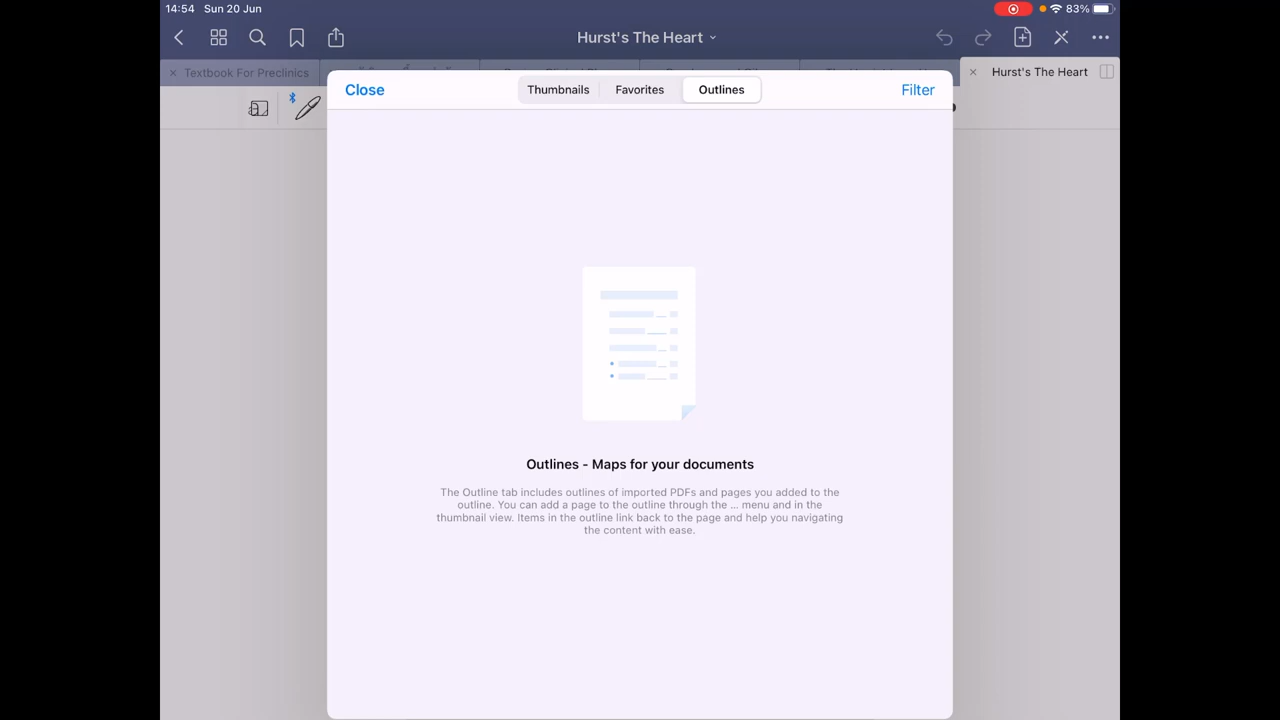 14:54 Sun 20 Jun 83%
Hurst's The Heart
Textbook For Preclinics
Hurst's The Heart
Close
Thumbnails
Favorites
Outlines
Filter
Outlines - Maps for your documents
The Outline tab includes outlines of imported PDFs and pages you added to the
outline. You can add a page to the outline through the ... menu and in the
thumbnail view. Items in the outline link back to the page and help you navigating
the content with ease.